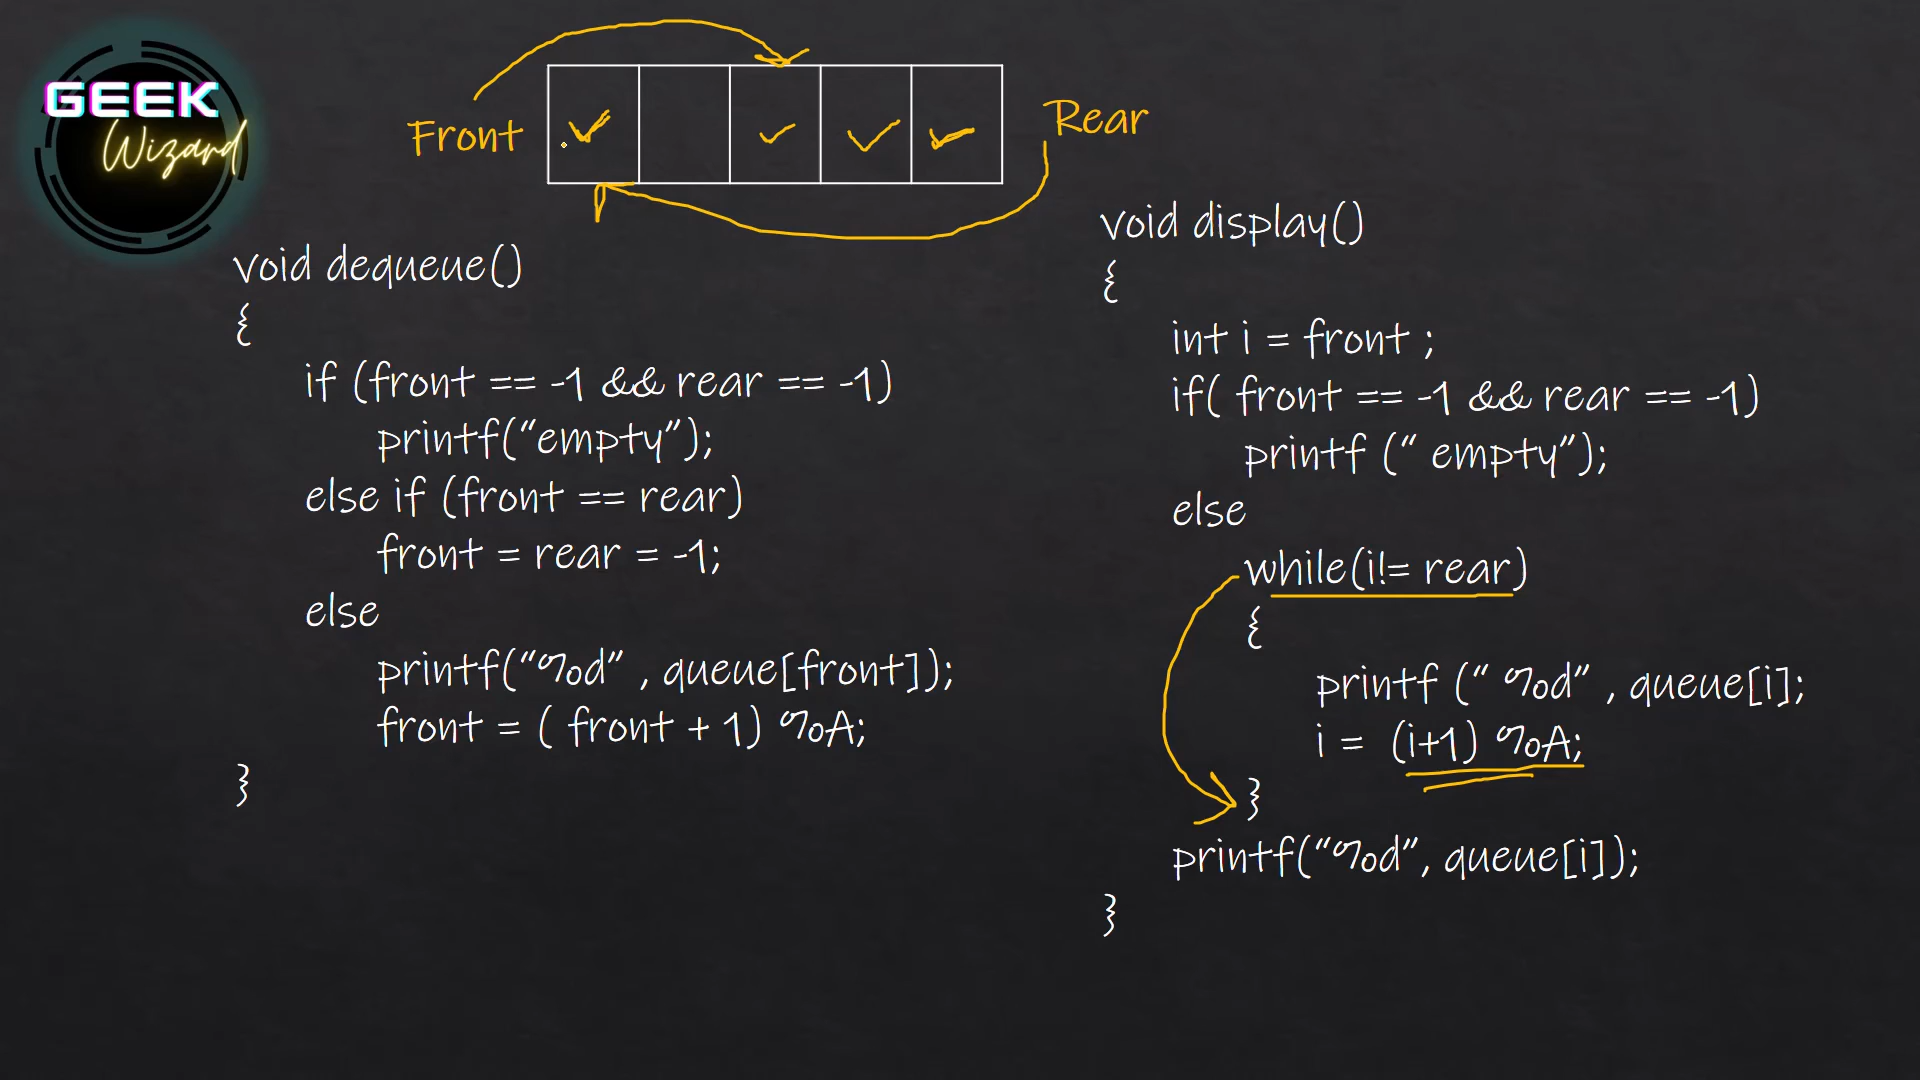 GEEK
Wizard
Front
Rear
void dequeue()
{
if (front == -1 && rear == -1)
printf(“empty”);
else if (front == rear)
front = rear = -1;
else
printf(“%d” , queue[front]);
front = ( front + 1) %A;
}
void display()
{
int i = front ;
if( front == -1 && rear == -1)
printf (“ empty”);
else
while(i!= rear)
{
printf (“ %d” , queue[i];
i = (i+1) %A;
}
printf(“%d”, queue[i]);
}